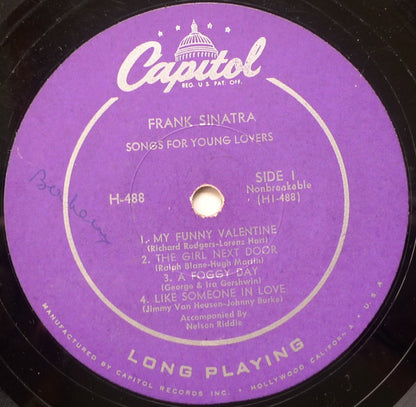 Capitol
REG. U.S. PAT. OFF.
FRANK SINATRA
SONGS FOR YOUNG LOVERS
H-488
SIDE 1
Nonbreakable
(H1-488)
1. MY FUNNY VALENTINE
(Richard Rodgers-Lorenz Hart)
2. THE GIRL NEXT DOOR
(Ralph Blane-Hugh Martin)
3. A FOGGY DAY
(George & Ira Gershwin)
4. LIKE SOMEONE IN LOVE
(Jimmy Van Heusen-Johnny Burke)
Accompanied By
Nelson Riddle
LONG PLAYING
MANUFACTURED BY CAPITOL RECORDS INC. • HOLLYWOOD, CALIFORNIA, U.S.A.